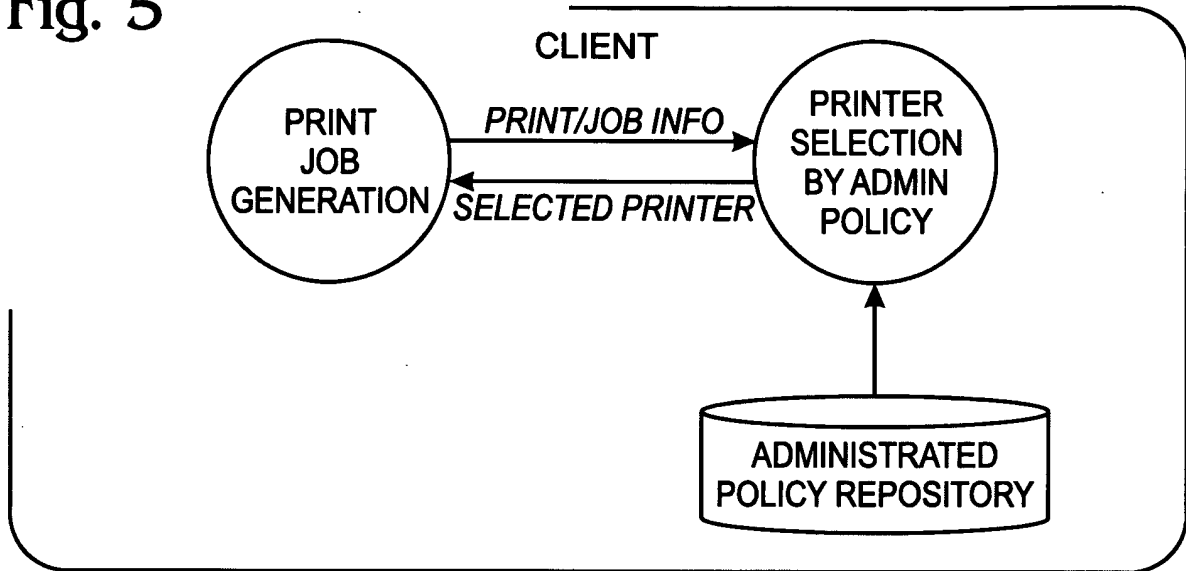 Fig. 5
CLIENT
PRINT
JOB
GENERATION
PRINT/JOB INFO
SELECTED PRINTER
PRINTER
SELECTION
BY ADMIN
POLICY
ADMINISTRATED
POLICY REPOSITORY